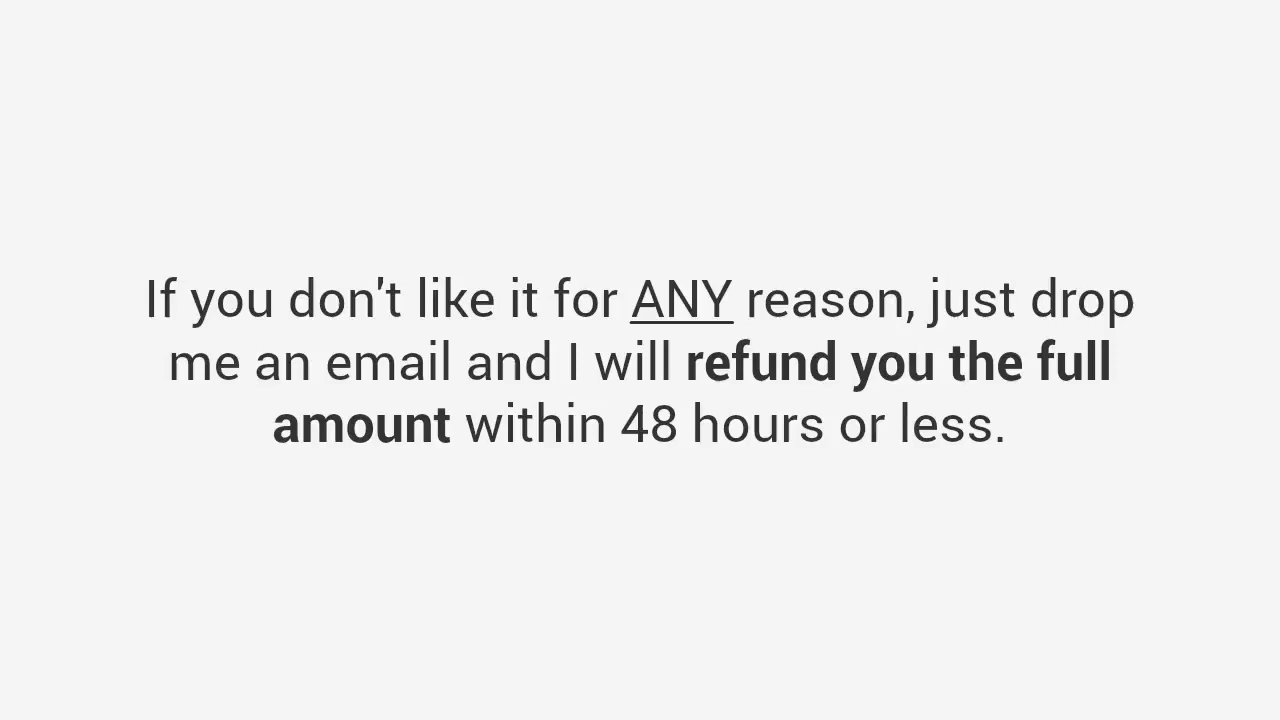 If you don't like it for ANY reason, just drop
me an email and I will refund you the full
amount within 48 hours or less.